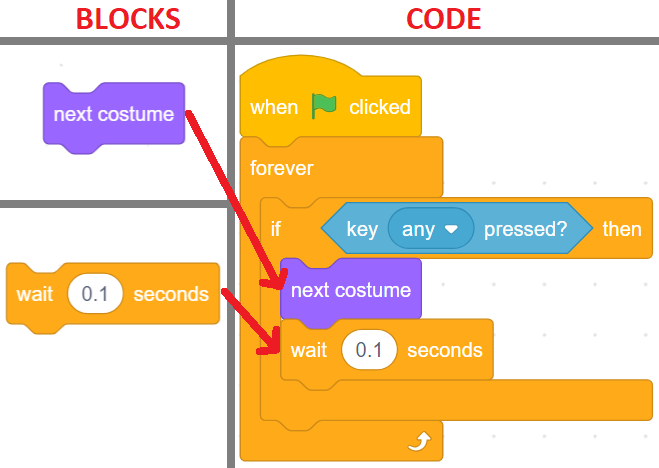 BLOCKS
CODE
next costume
wait 0.1 seconds
when clicked
forever
if key any pressed? then
next costume
wait 0.1 seconds